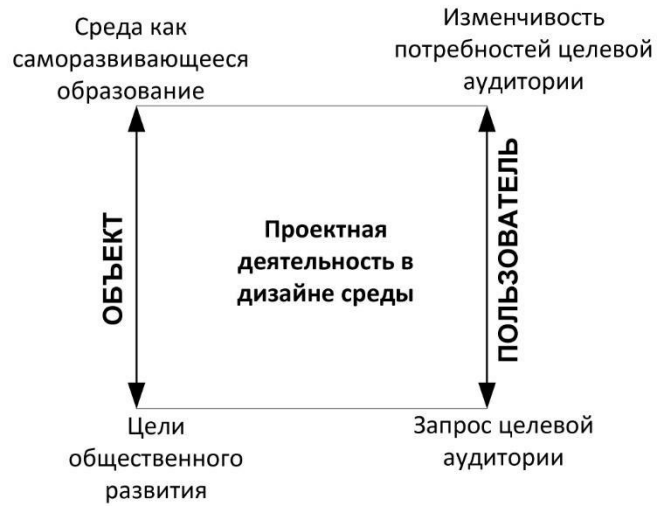 Среда как
саморазвивающееся
образование
Изменчивость
потребностей целевой
аудитории
ОБЪЕКТ
Проектная
деятельность в
дизайне среды
ПОЛЬЗОВАТЕЛЬ
Цели
общественного
развития
Запрос целевой
аудитории